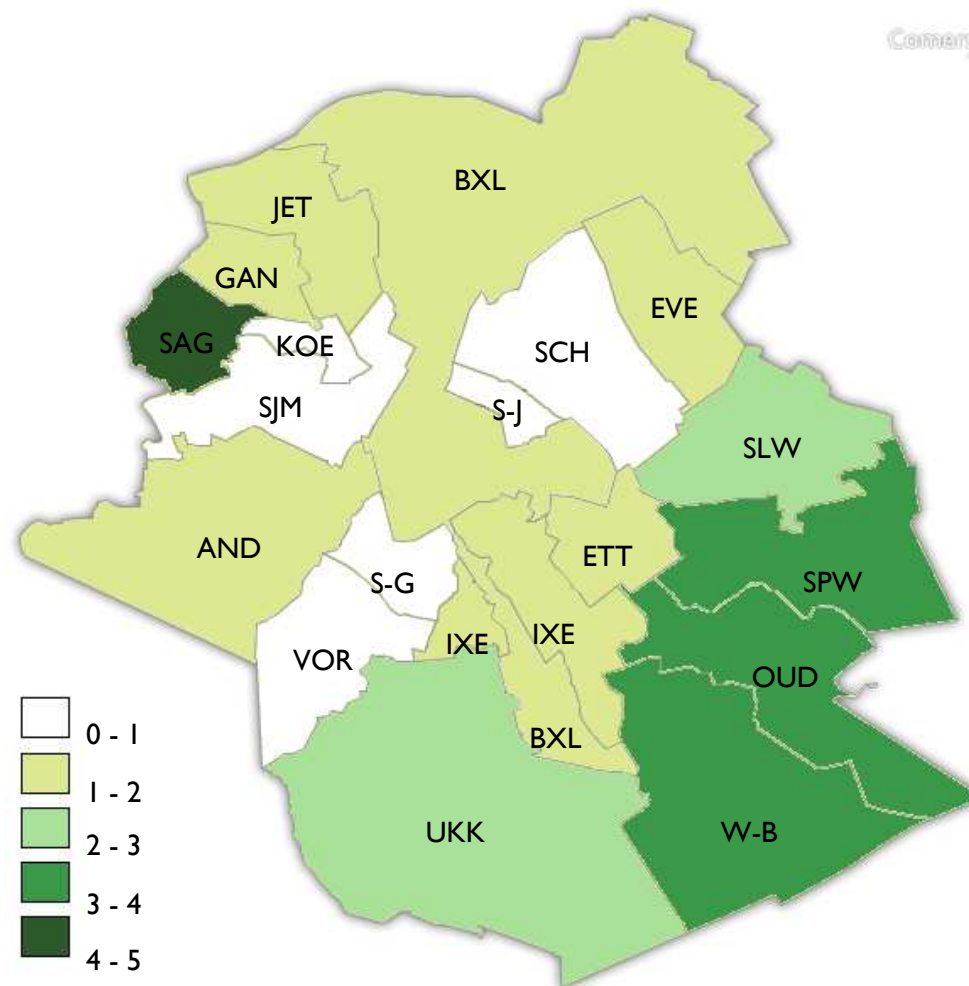 BXL
JET
GAN
EVE
SAG
KOE
SCH
SJM
S-J
SLW
AND
ETT
S-G
SPW
IXE
IXE
VOR
OUD
BXL
UKK
W-B
0 - 1
1 - 2
2 - 3
3 - 4
4 - 5